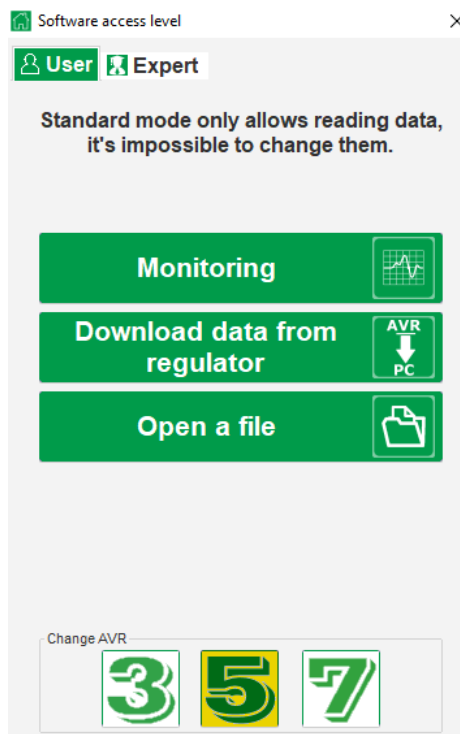 Software access level
User Expert
Standard mode only allows reading data,
it's impossible to change them.
Monitoring
Download data from
regulator
AVR
PC
Open a file
Change AVR
3 5 7